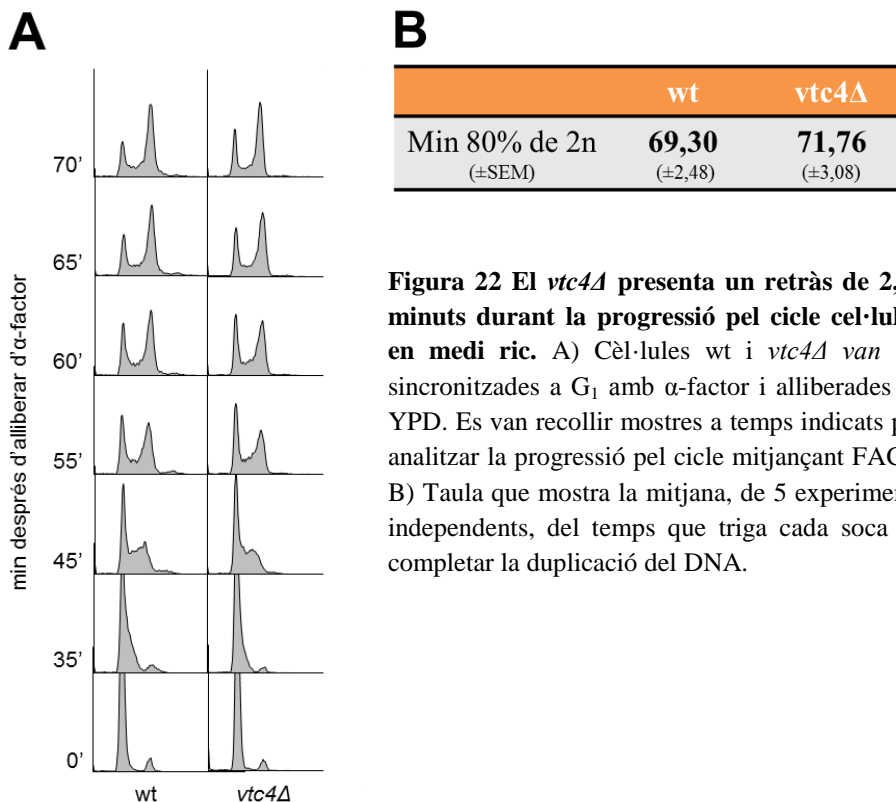 A
B
wt vtc4Δ
Min 80% de 2n 69,30 71,76
(±SEM) (±2,48) (±3,08)
min després d'alliberar d'α-factor
70'
65'
60'
55'
45'
35'
0'
wt vtc4Δ
Figura 22 El vtc4Δ presenta un retràs de 2,
minuts durant la progressió pel cicle
en medi ric. A) Cèl·lules wt i vtc4Δ van
sincronitzades a G1 amb α-factor i alliberades
YPD. Es van recollir mostres a temps indicats
analitzar la progressió pel cicle mitjançant
B) Taula que mostra la mitjana, de 5
independents, del temps que triga cada soca
completar la duplicació del DNA.